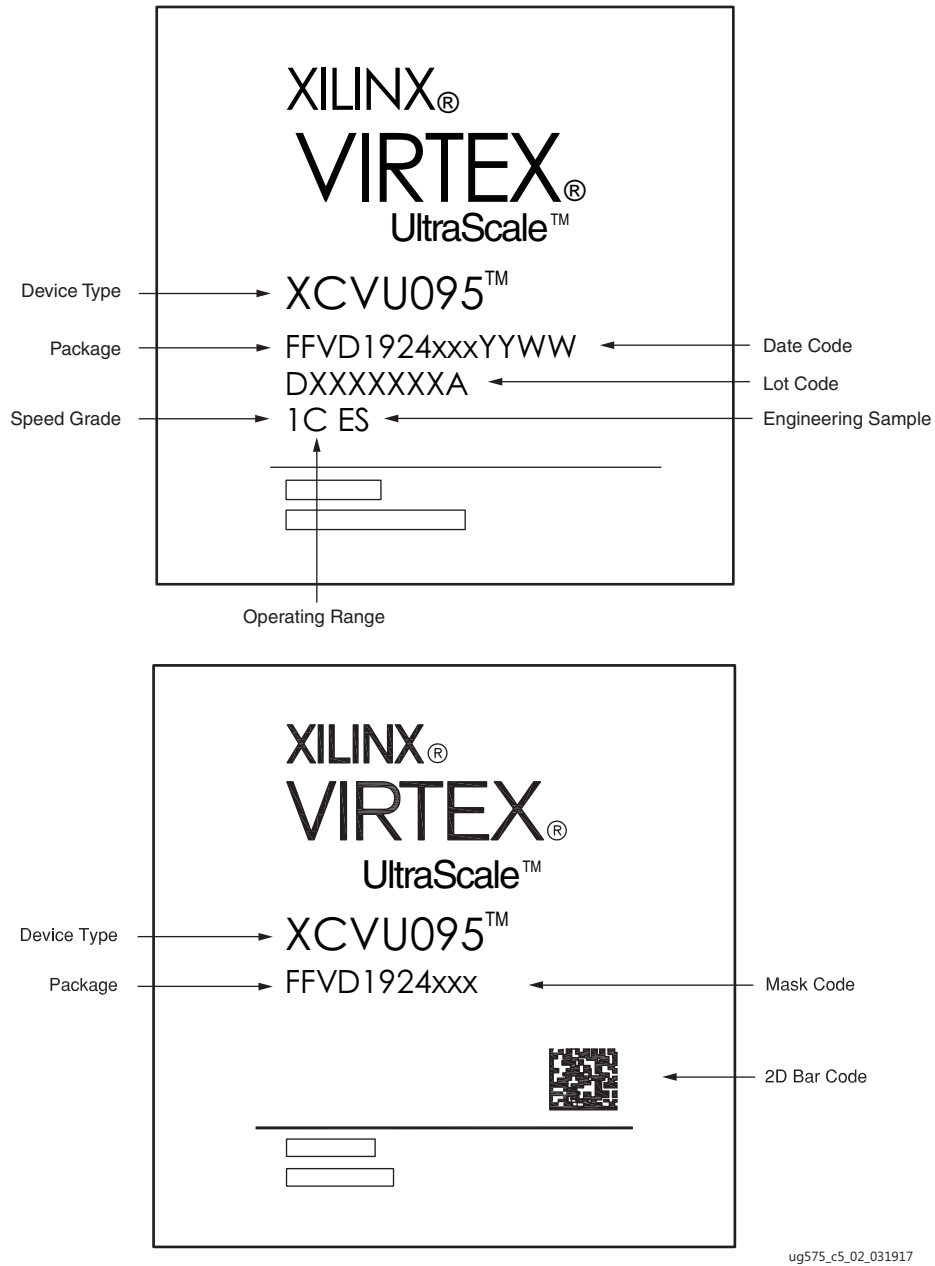 XILINX®
VIRTEX®
UltraScale™
Device Type XCVU095™
Package FFVD1924xxxYYWW Date Code
DXXXXXXXA Lot Code
Speed Grade 1C ES Engineering Sample
Operating Range
XILINX®
VIRTEX®
UltraScale™
Device Type XCVU095™
Package FFVD1924xxx Mask Code
2D Bar Code
ug575_c5_02_031917